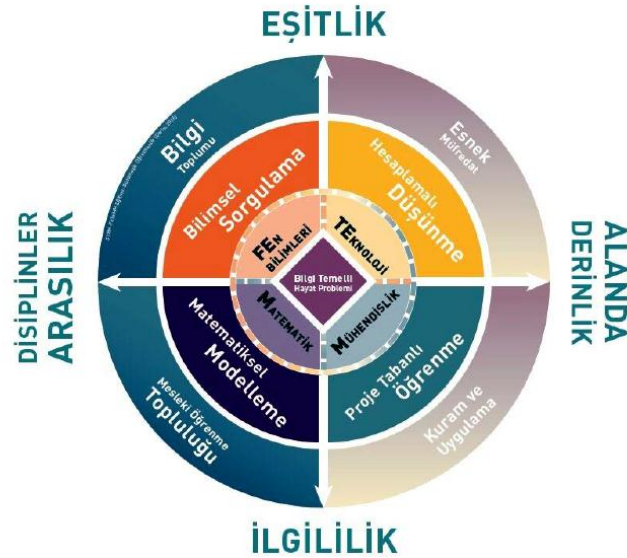 EŞİTLİK
Bilgi
Toplumu
Esnek
Müfredat
Bilimsel
Sorgulama
Hesaplamalı
Düşünme
FEN
BİLİMLERİ
TEKNOLOJİ
DİSİPLİNLER
ARASILIK
Bilgi Temelli
Hayat Problemi
ALANDA
DERİNLİK
MATEMATİK
MÜHENDİSLİK
Matematiksel
Modelleme
Proje Tabanlı
Öğrenme
Mesleki Öğrenme
Topluluğu
Kuram ve
Uygulama
İLGİLİLİK